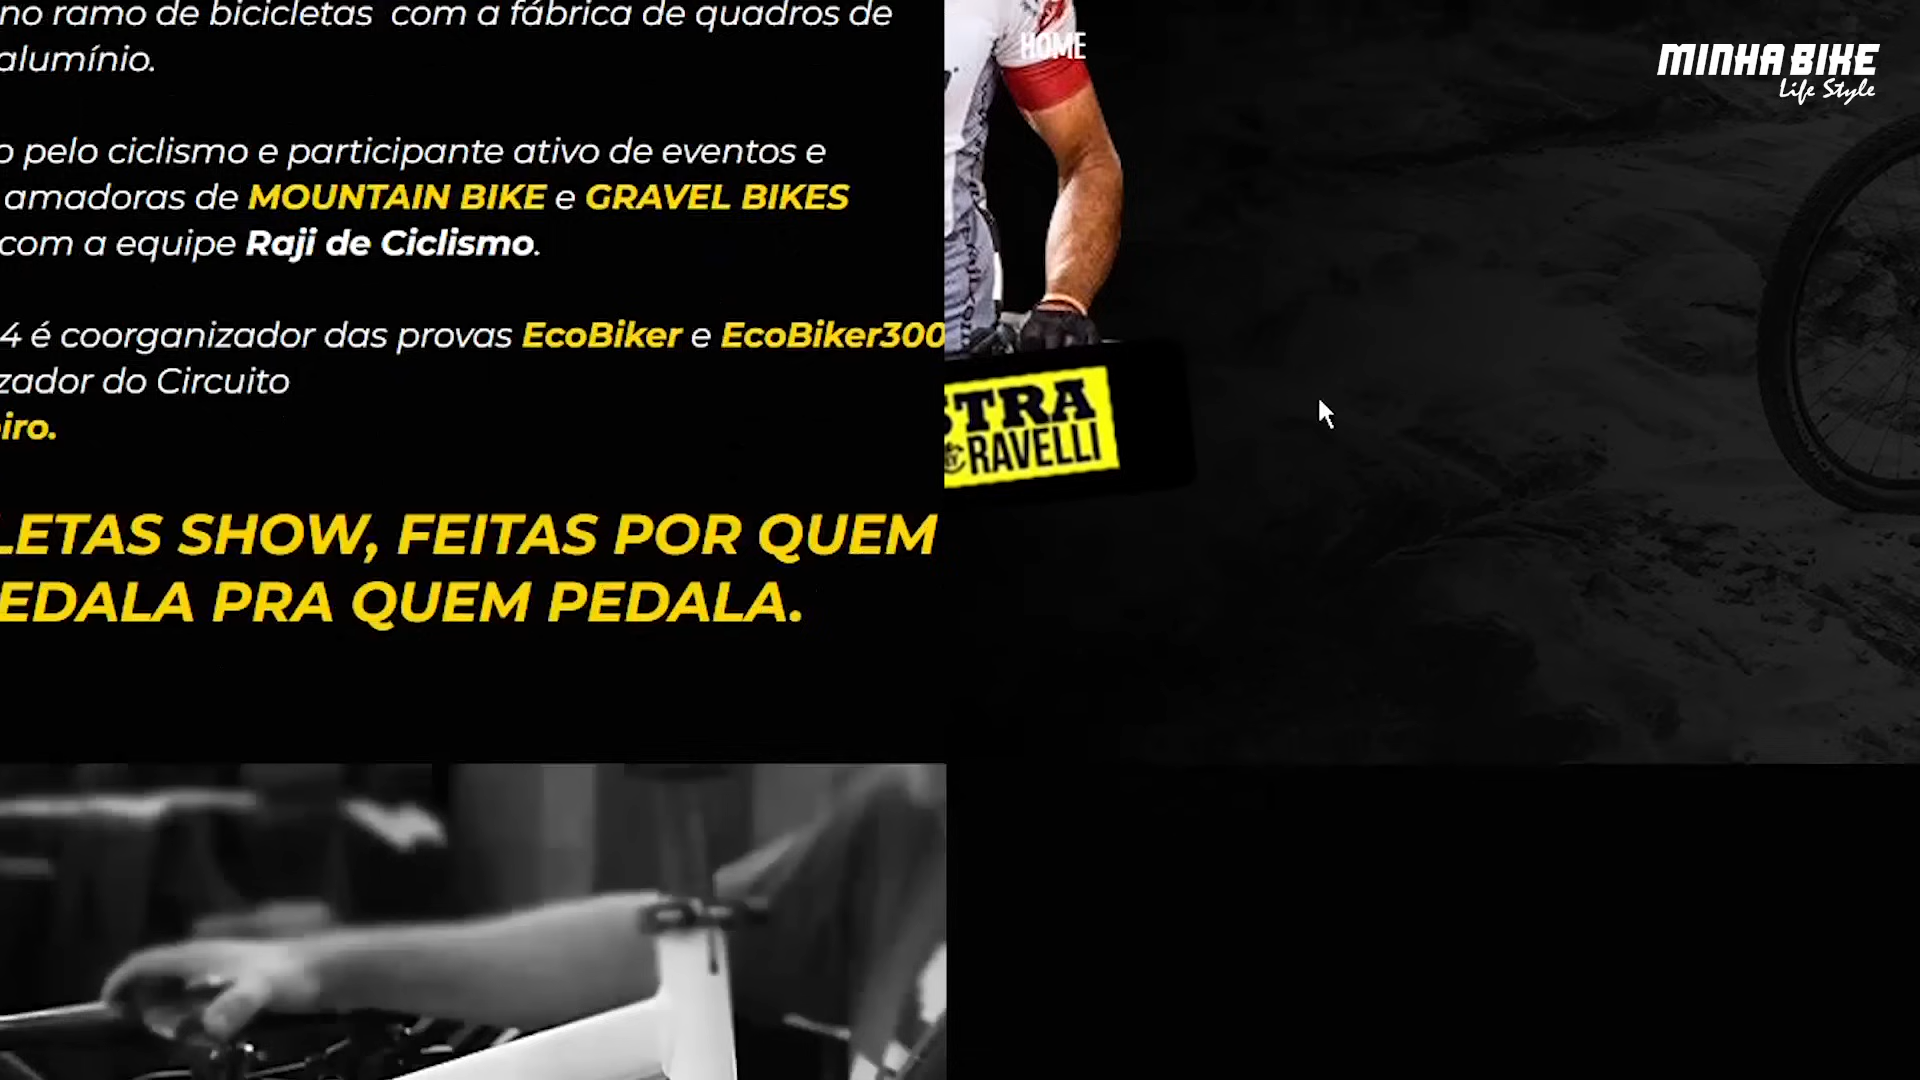 no ramo de bicicletas com a fábrica de quadros de
alumínio.
o pelo ciclismo e participante ativo de eventos e
amadoras de MOUNTAIN BIKE e GRAVEL BIKES
com a equipe Raji de Ciclismo.
4 é coorganizador das provas EcoBiker e EcoBiker300
zador do Circuito
iro.
LETAS SHOW, FEITAS POR QUEM
EDALA PRA QUEM PEDALA.
HOME
MINHA BIKE
Life Style
STRA
RAVELLI